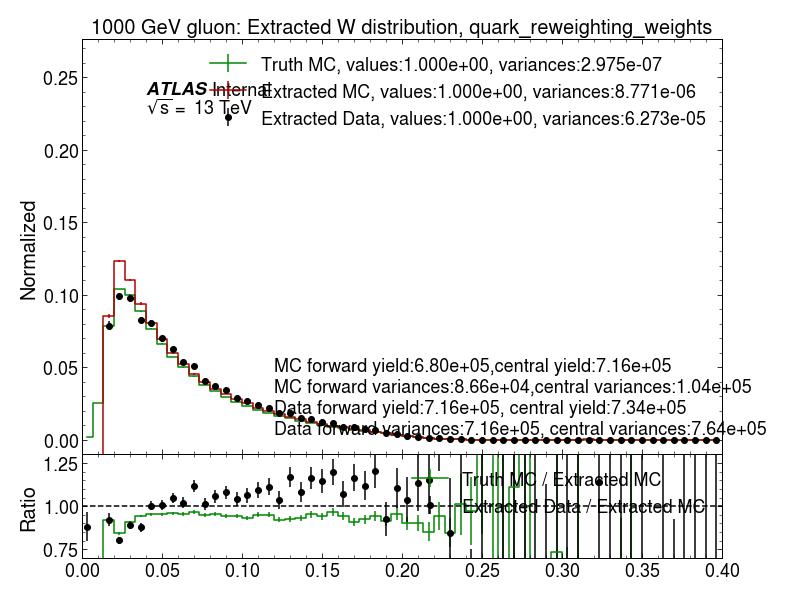 1000 GeV gluon: Extracted W distribution, quark_reweighting_weights
Truth MC, values:1.000e+00, variances:2.975e-07
ATLAS Internal
Extracted MC, values:1.000e+00, variances:8.771e-06
√s = 13 TeV
Extracted Data, values:1.000e+00, variances:6.273e-05
Normalized
0.25
0.20
0.15
0.10
0.05
0.00
MC forward yield:6.80e+05,central yield:7.16e+05
MC forward variances:8.66e+04,central variances:1.04e+05
Data forward yield:7.16e+05, central yield:7.34e+05
Data forward variances:7.16e+05, central variances:7.64e+05
Ratio
1.25
1.00
0.75
Truth MC / Extracted MC
Extracted Data / Extracted MC
0.00 0.05 0.10 0.15 0.20 0.25 0.30 0.35 0.40